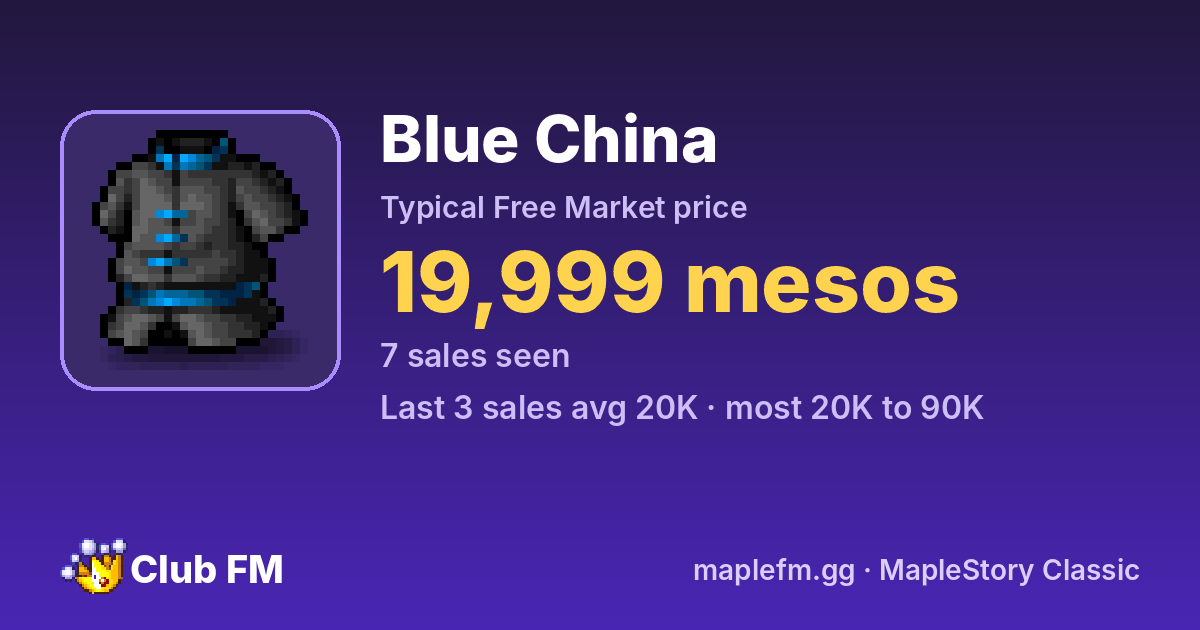 Blue China
Typical Free Market price
19,999 mesos
7 sales seen
Last 3 sales avg 20K · most 20K to 90K
Club FM
maplefm.gg · MapleStory Classic